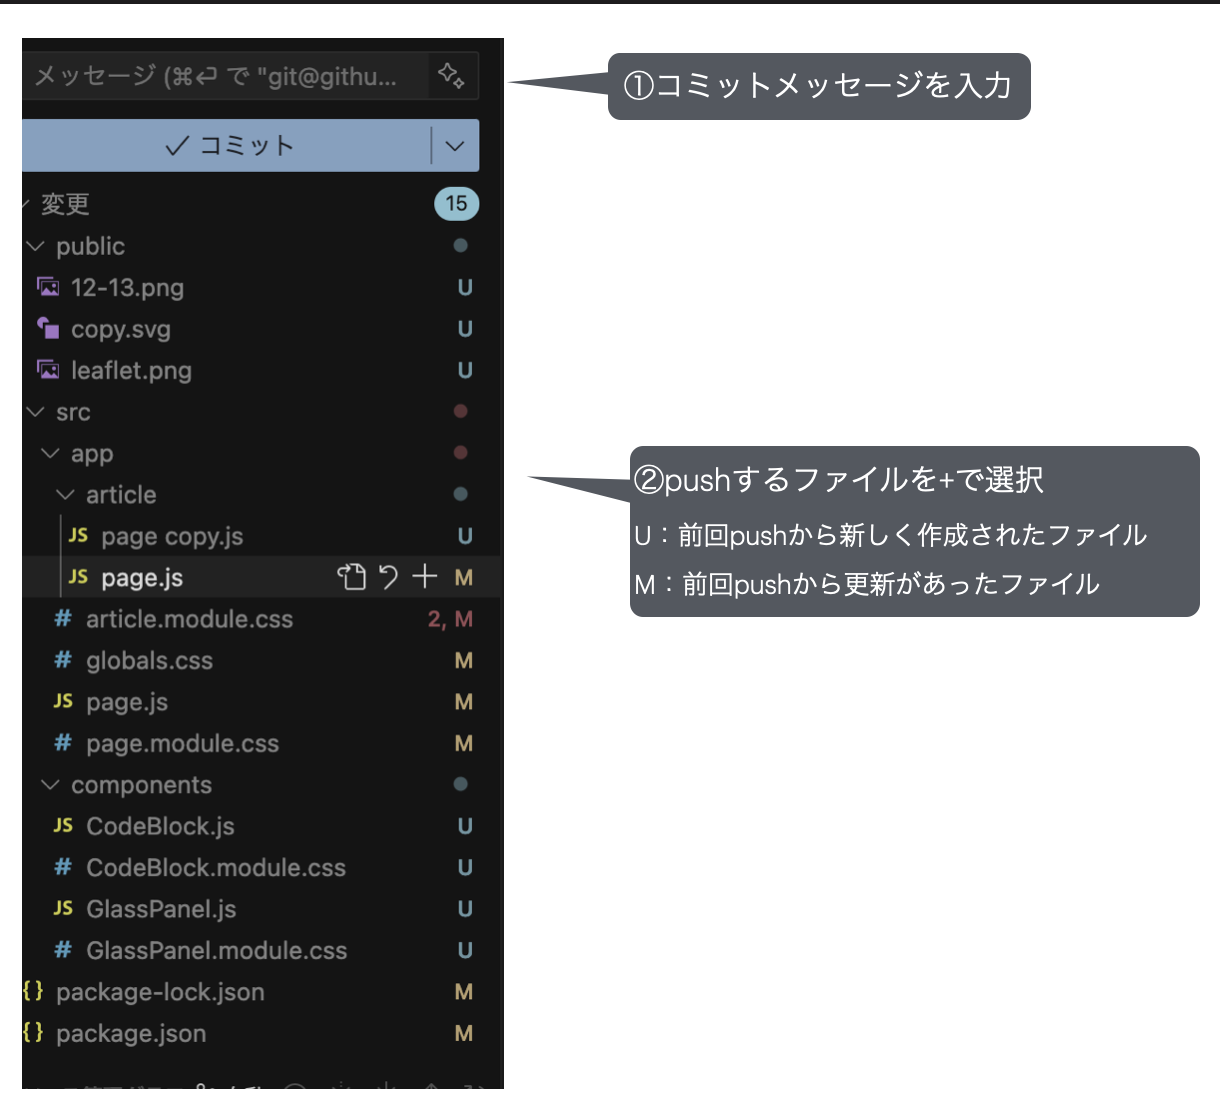 メッセージ (⌘⏎ で "git@githu...
①コミットメッセージを入力
✓ コミット
変更 15
public
12-13.png U
copy.svg U
leaflet.png U
src
app
article
page copy.js U
page.js M
article.module.css 2, M
globals.css M
page.js M
page.module.css M
components
CodeBlock.js U
CodeBlock.module.css U
GlassPanel.js U
GlassPanel.module.css U
package-lock.json M
package.json M
②pushするファイルを+で選択
U：前回pushから新しく作成されたファイル
M：前回pushから更新があったファイル